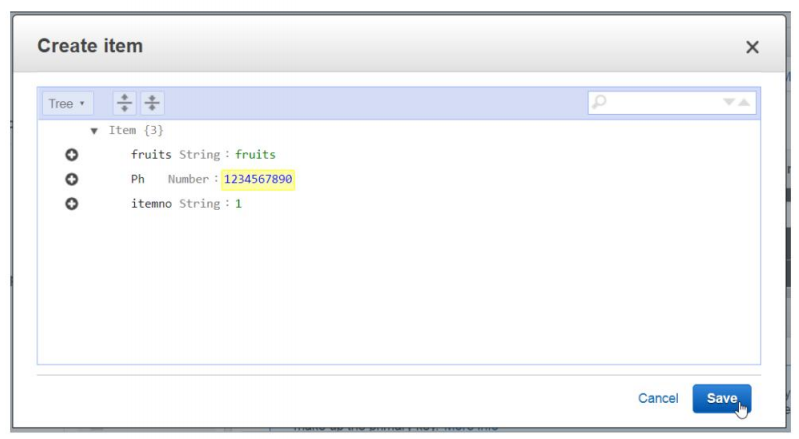 Create item
Tree
Item {3}
fruits String : fruits
Ph Number : 1234567890
itemno String : 1
Cancel Save